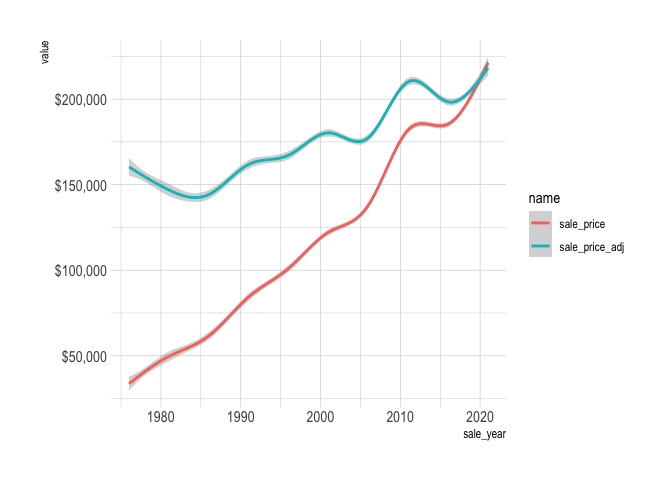 value
$200,000
$150,000
$100,000
$50,000
1980 1990 2000 2010 2020
sale_year
name
sale_price
sale_price_adj